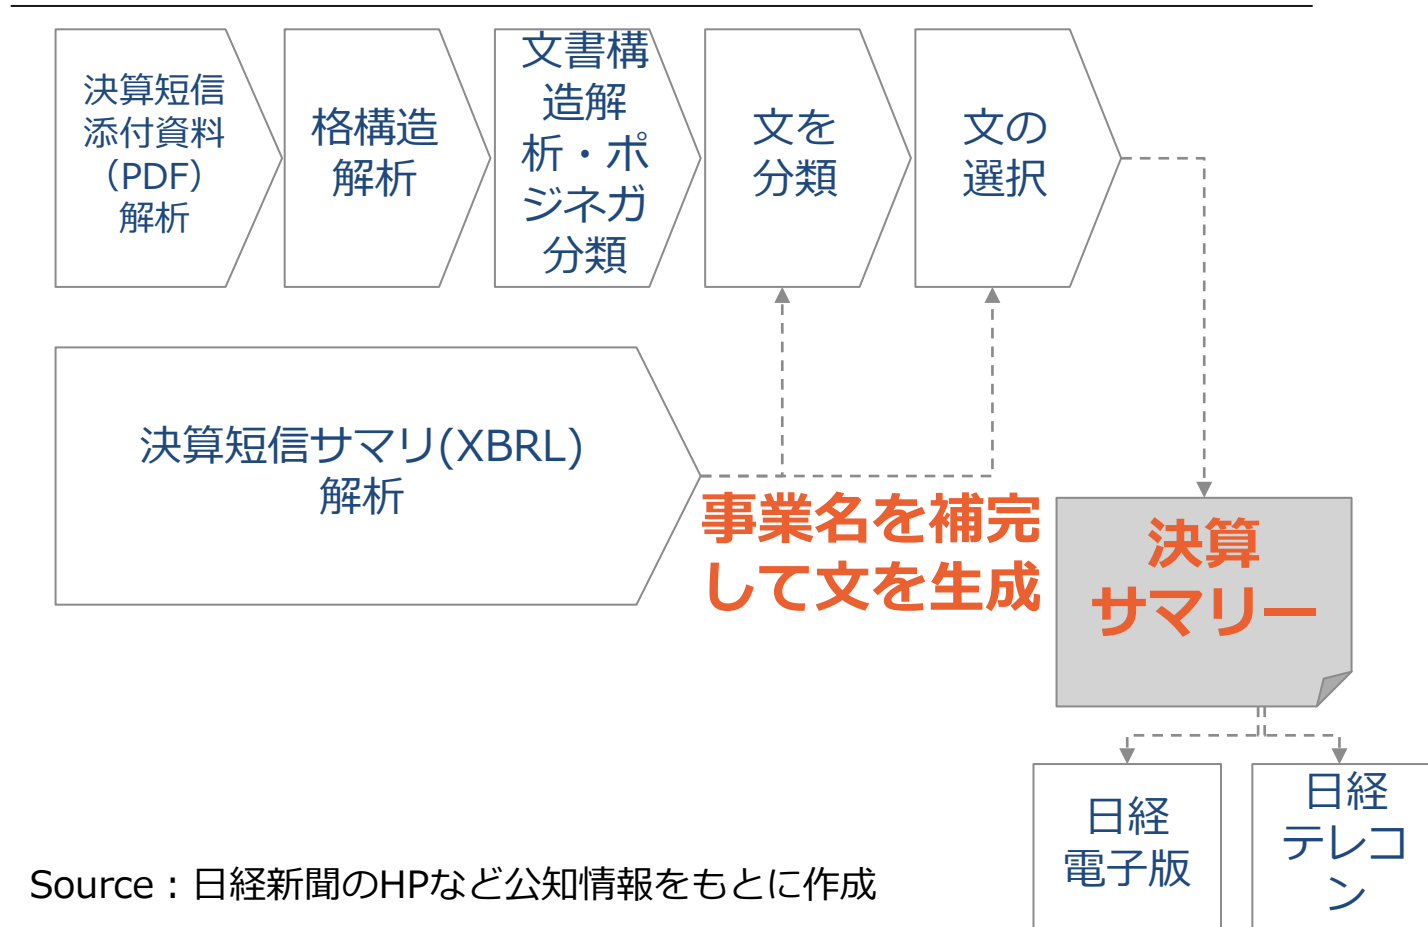 決算短信
添付資料
（PDF）
解析
格構造
解析
文書構
造解
析・ポ
ジネガ
分類
文を
分類
文の
選択
決算短信サマリ(XBRL)
解析
事業名を補完
して文を生成
決算
サマリー
日経
電子版
日経
テレコ
ン
Source：日経新聞のHPなど公知情報をもとに作成